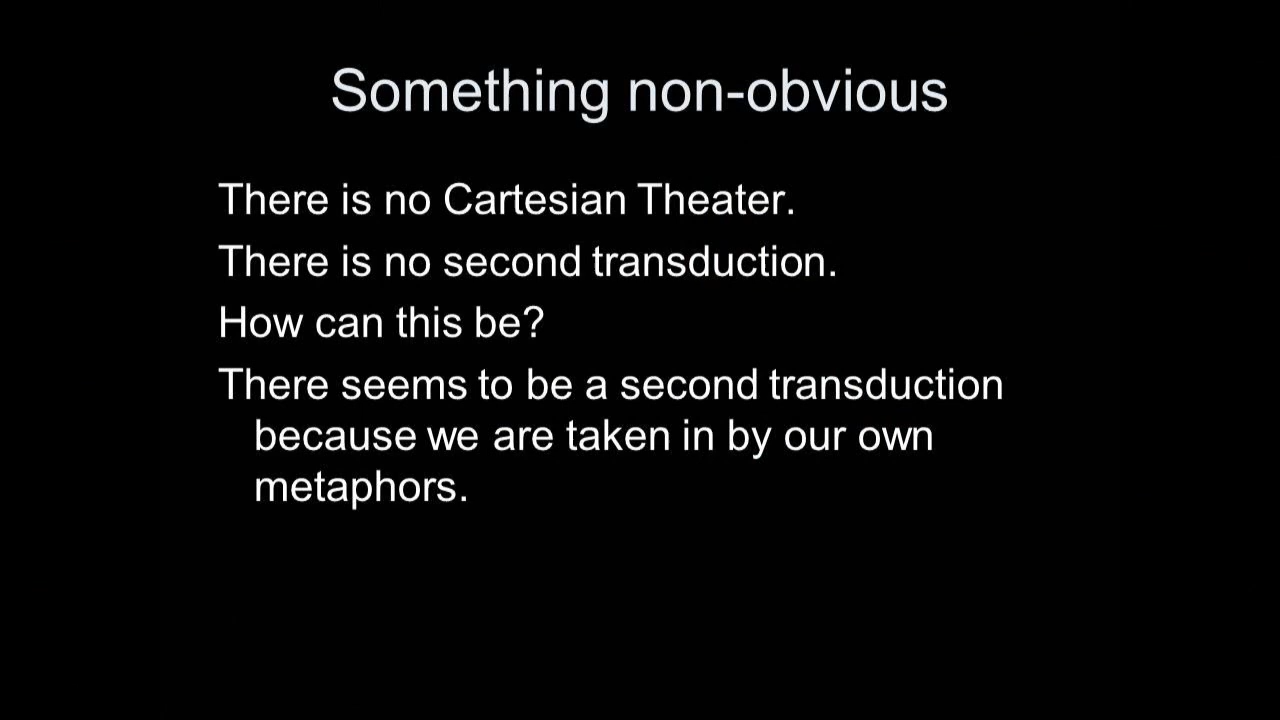 Something non-obvious
There is no Cartesian Theater.
There is no second transduction.
How can this be?
There seems to be a second transduction
because we are taken in by our own
metaphors.